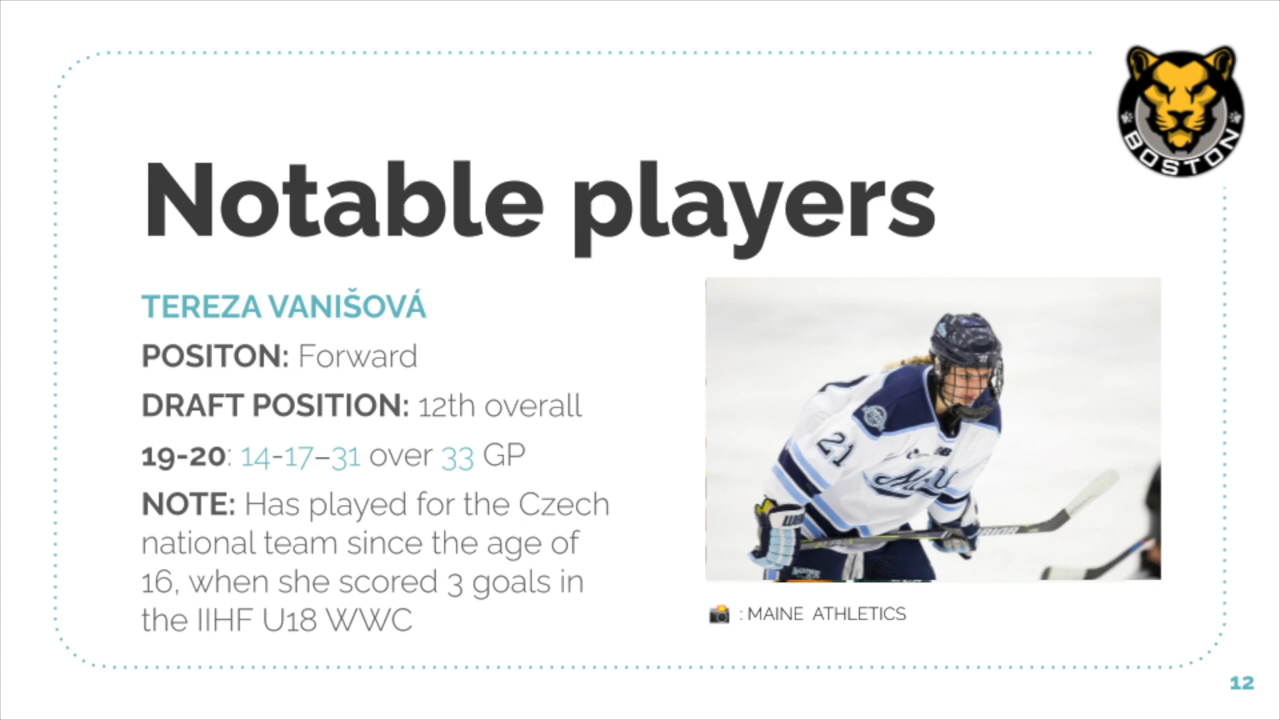 BOSTON
Notable players
TEREZA VANIŠOVÁ
POSITON: Forward
DRAFT POSITION: 12th overall
19-20: 14-17–31 over 33 GP
NOTE: Has played for the Czech
national team since the age of
16, when she scored 3 goals in
the IIHF U18 WWC
21
: MAINE ATHLETICS
12